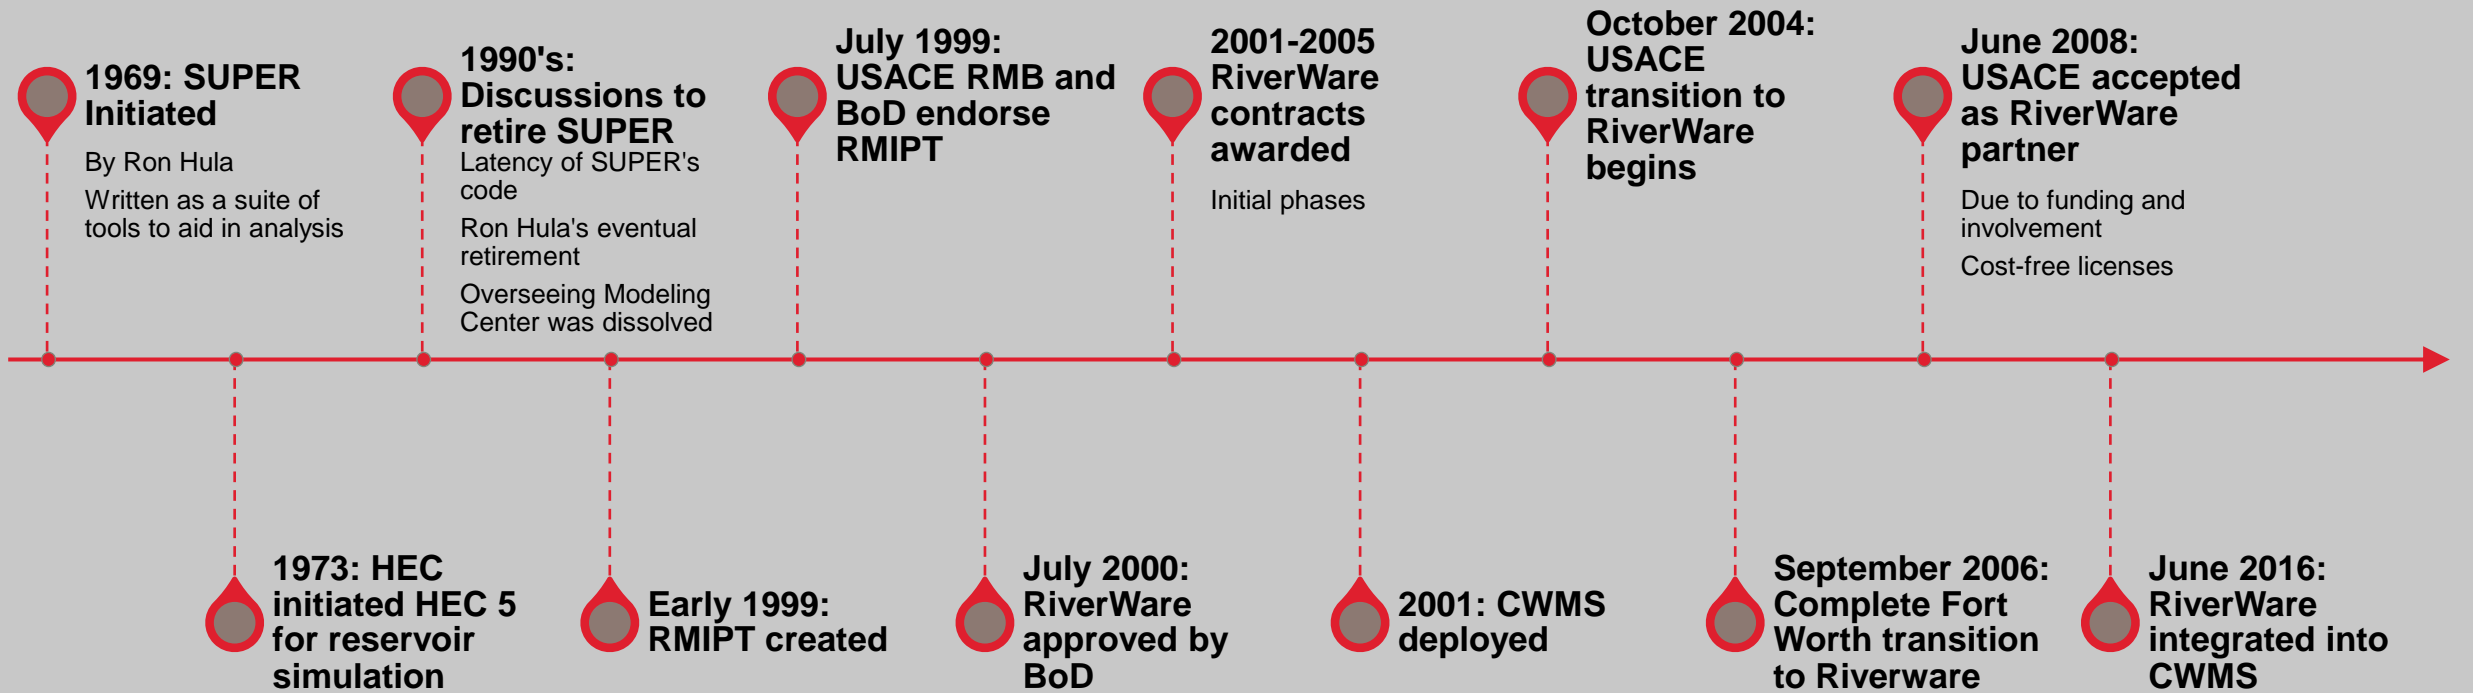 1969: SUPER
Initiated
By Ron Hula
Written as a suite of
tools to aid in analysis
1973: HEC
initiated HEC 5
for reservoir
simulation
1990's:
Discussions to
retire SUPER
Latency of SUPER's
code
Ron Hula's eventual
retirement
Overseeing Modeling
Center was dissolved
Early 1999:
RMIPT created
July 1999:
USACE RMB and
BoD endorse
RMIPT
July 2000:
RiverWare
approved by
BoD
2001-2005
RiverWare
contracts
awarded
Initial phases
2001: CWMS
deployed
October 2004:
USACE
transition to
RiverWare
begins
September 2006:
Complete Fort
Worth transition
to Riverware
June 2008:
USACE accepted
as RiverWare
partner
Due to funding and
involvement
Cost-free licenses
June 2016:
RiverWare
integrated into
CWMS